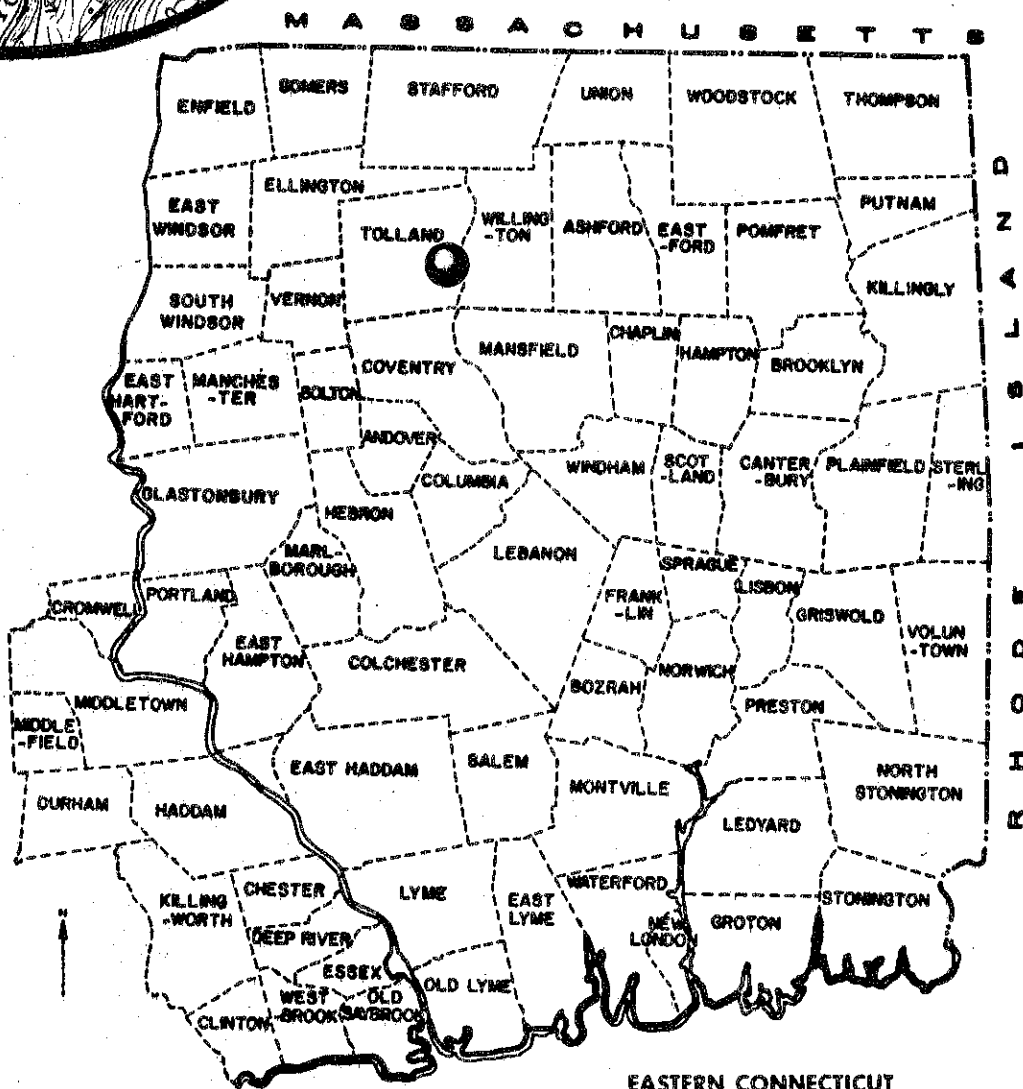 MASSACHUSETTS
ENFIELD
SOMERS
STAFFORD
UNION
WOODSTOCK
THOMPSON
EAST
WINDSOR
ELLINGTON
TOLLAND
WILLING
-TON
ASHFORD
EAST
-FORD
POMFRET
PUTNAM
KILLINGLY
SOUTH
WINDSOR
VERNON
COVENTRY
MANSFIELD
CHAPLIN
HAMPTON
BROOKLYN
EAST
HART-
FORD
MANCHES
-TER
BOLTON
ANDOVER
GLASTONBURY
HEBRON
COLUMBIA
WINDHAM
SCOT
-LAND
CANTER
-BURY
PLAINFIELD
STERL
-ING
MARL-
BOROUGH
LEBANON
SPRAGUE
FRANK
-LIN
LISBON
GRISWOLD
VOLUN
-TOWN
CROMWELL
PORTLAND
EAST
HAMPTON
COLCHESTER
BOZRAH
NORWICH
PRESTON
MIDDLETOWN
MIDDLE
-FIELD
EAST HADDAM
SALEM
MONTVILLE
NORTH
STONINGTON
DURHAM
HADDAM
LEDYARD
KILLING
-WORTH
CHESTER
LYME
EAST
LYME
WATERFORD
NEW
LONDON
GROTON
STONINGTON
DEEP RIVER
ESSEX
OLD LYME
CLINTON
WEST
-BROOK
OLD
SAYBROOK
RHODE ISLAND
N
EASTERN CONNECTICUT